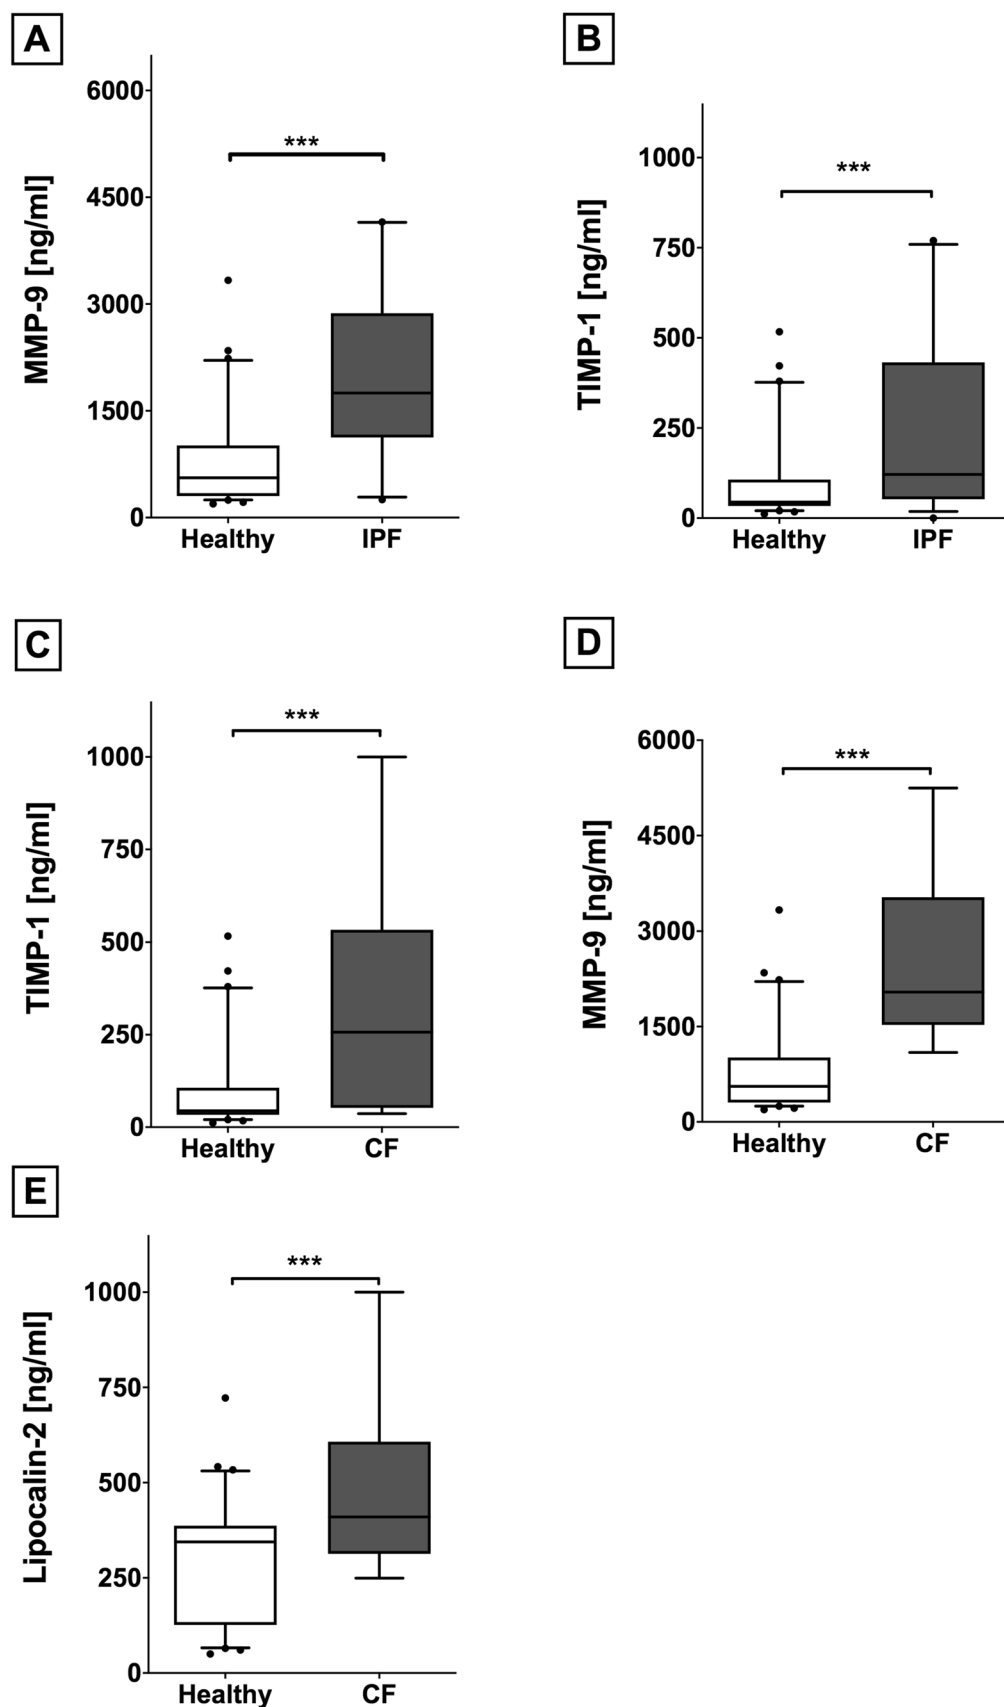 A
MMP-9 [ng/ml]
6000
4500
3000
1500
0
***
Healthy IPF
B
TIMP-1 [ng/ml]
1000
750
500
250
0
***
Healthy IPF
C
TIMP-1 [ng/ml]
1000
750
500
250
0
***
Healthy CF
D
MMP-9 [ng/ml]
6000
4500
3000
1500
0
***
Healthy CF
E
Lipocalin-2 [ng/ml]
1000
750
500
250
0
***
Healthy CF